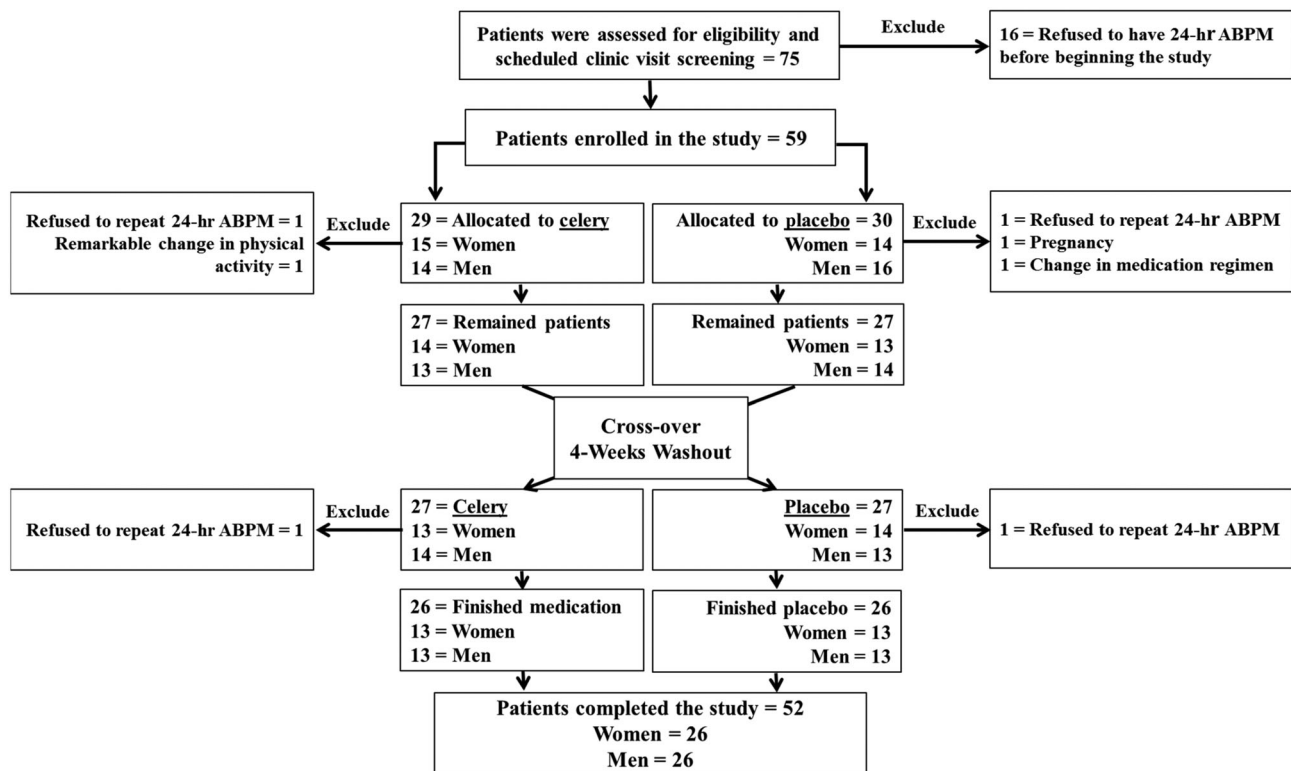 Patients were assessed for eligibility and
scheduled clinic visit screening = 75
Exclude
16 = Refused to have 24-hr ABPM
before beginning the study
Patients enrolled in the study = 59
Refused to repeat 24-hr ABPM = 1
Remarkable change in physical
activity = 1
Exclude
29 = Allocated to celery
15 = Women
14 = Men
Allocated to placebo = 30
Women = 14
Men = 16
Exclude
1 = Refused to repeat 24-hr ABPM
1 = Pregnancy
1 = Change in medication regimen
27 = Remained patients
14 = Women
13 = Men
Remained patients = 27
Women = 13
Men = 14
Cross-over
4-Weeks Washout
Refused to repeat 24-hr ABPM = 1
Exclude
27 = Celery
13 = Women
14 = Men
Placebo = 27
Women = 14
Men = 13
Exclude
1 = Refused to repeat 24-hr ABPM
26 = Finished medication
13 = Women
13 = Men
Finished placebo = 26
Women = 13
Men = 13
Patients completed the study = 52
Women = 26
Men = 26